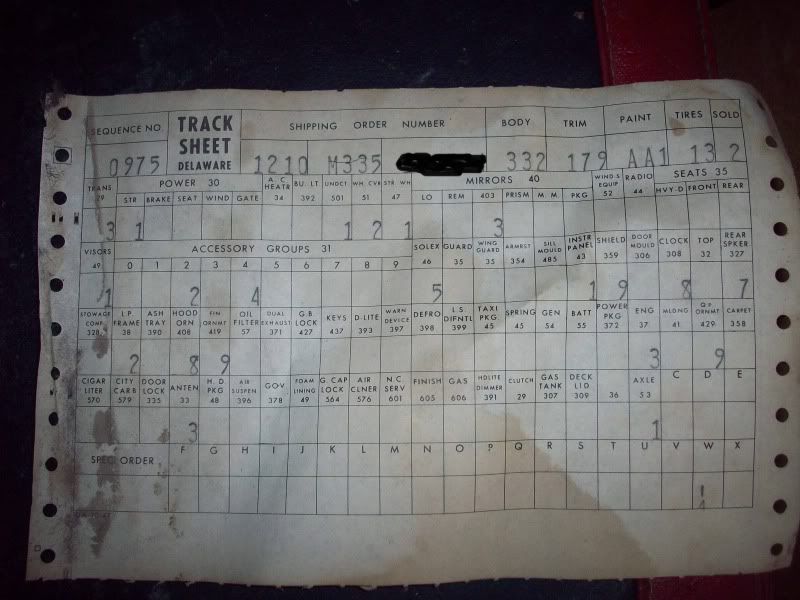 SEQUENCE NO. TRACK SHEET DELAWARE SHIPPING ORDER NUMBER BODY TRIM PAINT TIRES SOLD
0975 1210 M335 332 179 AA1 13 2
TRANS 29 POWER 30 A.C. HEATR 34 BU. LT 392 UNDCT 501 WH CVR 51 ST WH 47 MIRRORS 40 WIND S EQUIP 52 RADIO 44 SEATS 35
STR BRAKE SEAT WIND GATE LO REM 403 PRISM M.M. PKG HVY-D FRONT REAR
3 1 1 2 1 3
VISORS 49 ACCESSORY GROUPS 31 SOLEX 46 GUARD 35 WING GUARD 35 ARMRST 354 SILL MOULD 485 INSTR PANEL 43 SHIELD 359 DOOR MOULD 306 CLOCK 308 TOP 32 REAR SPKER 327
0 1 2 3 4 5 6 7 8 9
1 2 4 5 1 9 8 7
STOWAGE COMP. 328 L.P. FRAME 38 ASH TRAY 390 HOOD ORN 408 FIN ORNMT 419 OIL FILTER 57 DUAL EXHAUST 371 G.B LOCK 427 KEYS 437 D-LITE 393 WARN DEVICE 397 DEFRO 398 L.S. DIFNTL 399 TAXI PKG. 45 SPRING 45 GEN 54 BATT 55 POWER PKG 372 ENG 37 MLDNG 41 ORNMT 429 CARPET 358
2 8 9 3 9
CIGAR LITER 570 CITY CARB 579 DOOR LOCK 335 ANTEN 33 H.D. PKG 48 AIR SUSPEN 396 GOV 378 FOAM LINING 49 G.CAP LOCK 564 AIR CLNER 576 N.C. SERV 601 FINISH 605 GAS 606 HDLITE DIMMER 391 CLUTCH 29 GAS TANK 307 DECK LID 309 36 AXLE 53 C D E
3 1
SPEC ORDER F G H I J K L M N O P Q R S T U V W X